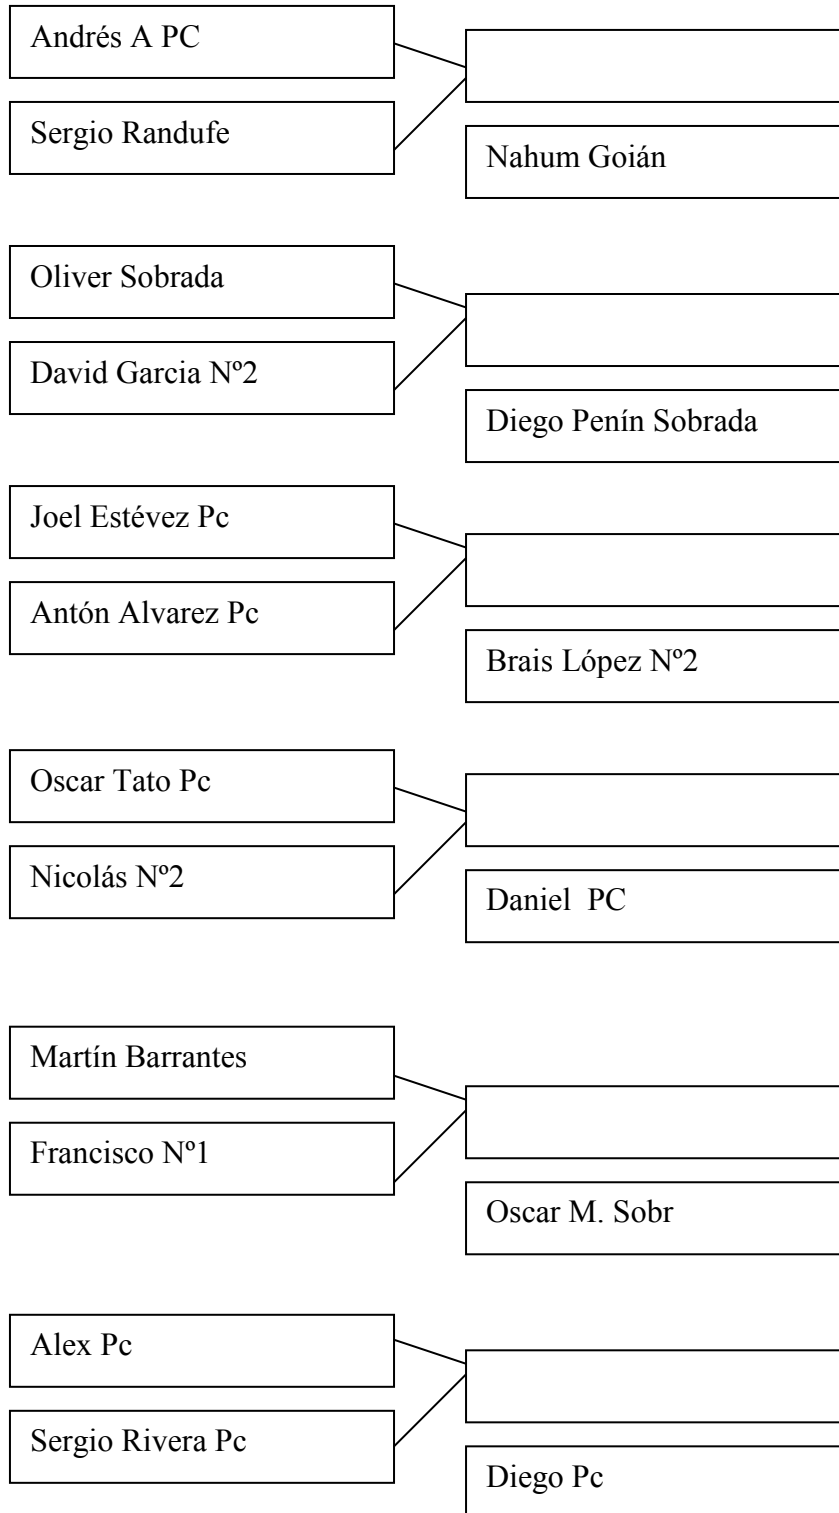 Andrés A PC
Sergio Randufe
Nahum Goián
Oliver Sobrada
David Garcia Nº2
Diego Penín Sobrada
Joel Estévez Pc
Antón Alvarez Pc
Brais López Nº2
Oscar Tato Pc
Nicolás Nº2
Daniel  PC
Martín Barrantes
Francisco Nº1
Oscar M. Sobr
Alex Pc
Sergio Rivera Pc
Diego Pc